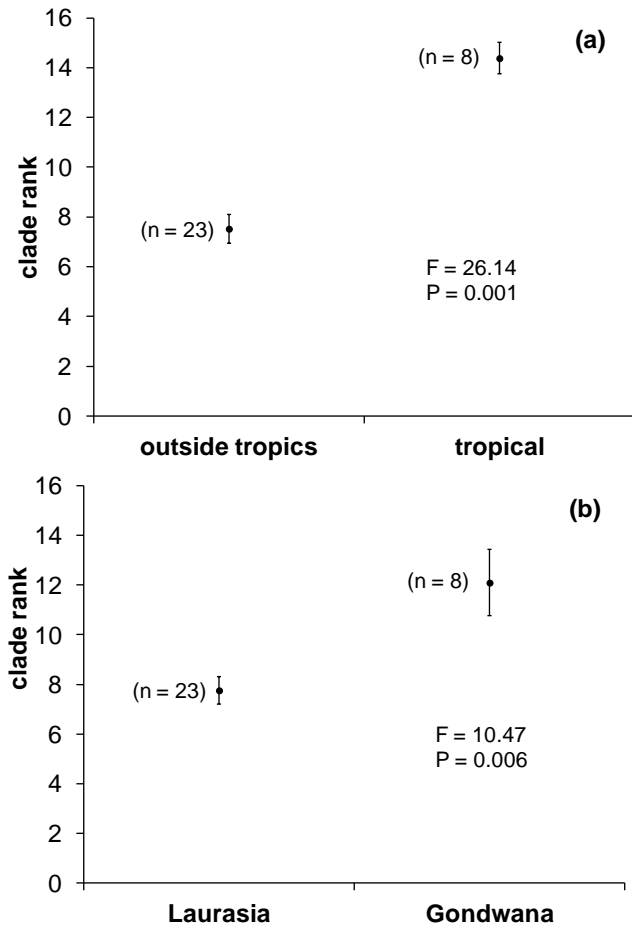 (a)
16
14
12
10
8
6
4
2
0
clade rank
(n = 8)
(n = 23)
F = 26.14
P = 0.001
outside tropics tropical
(b)
16
14
12
10
8
6
4
2
0
clade rank
(n = 8)
(n = 23)
F = 10.47
P = 0.006
Laurasia Gondwana